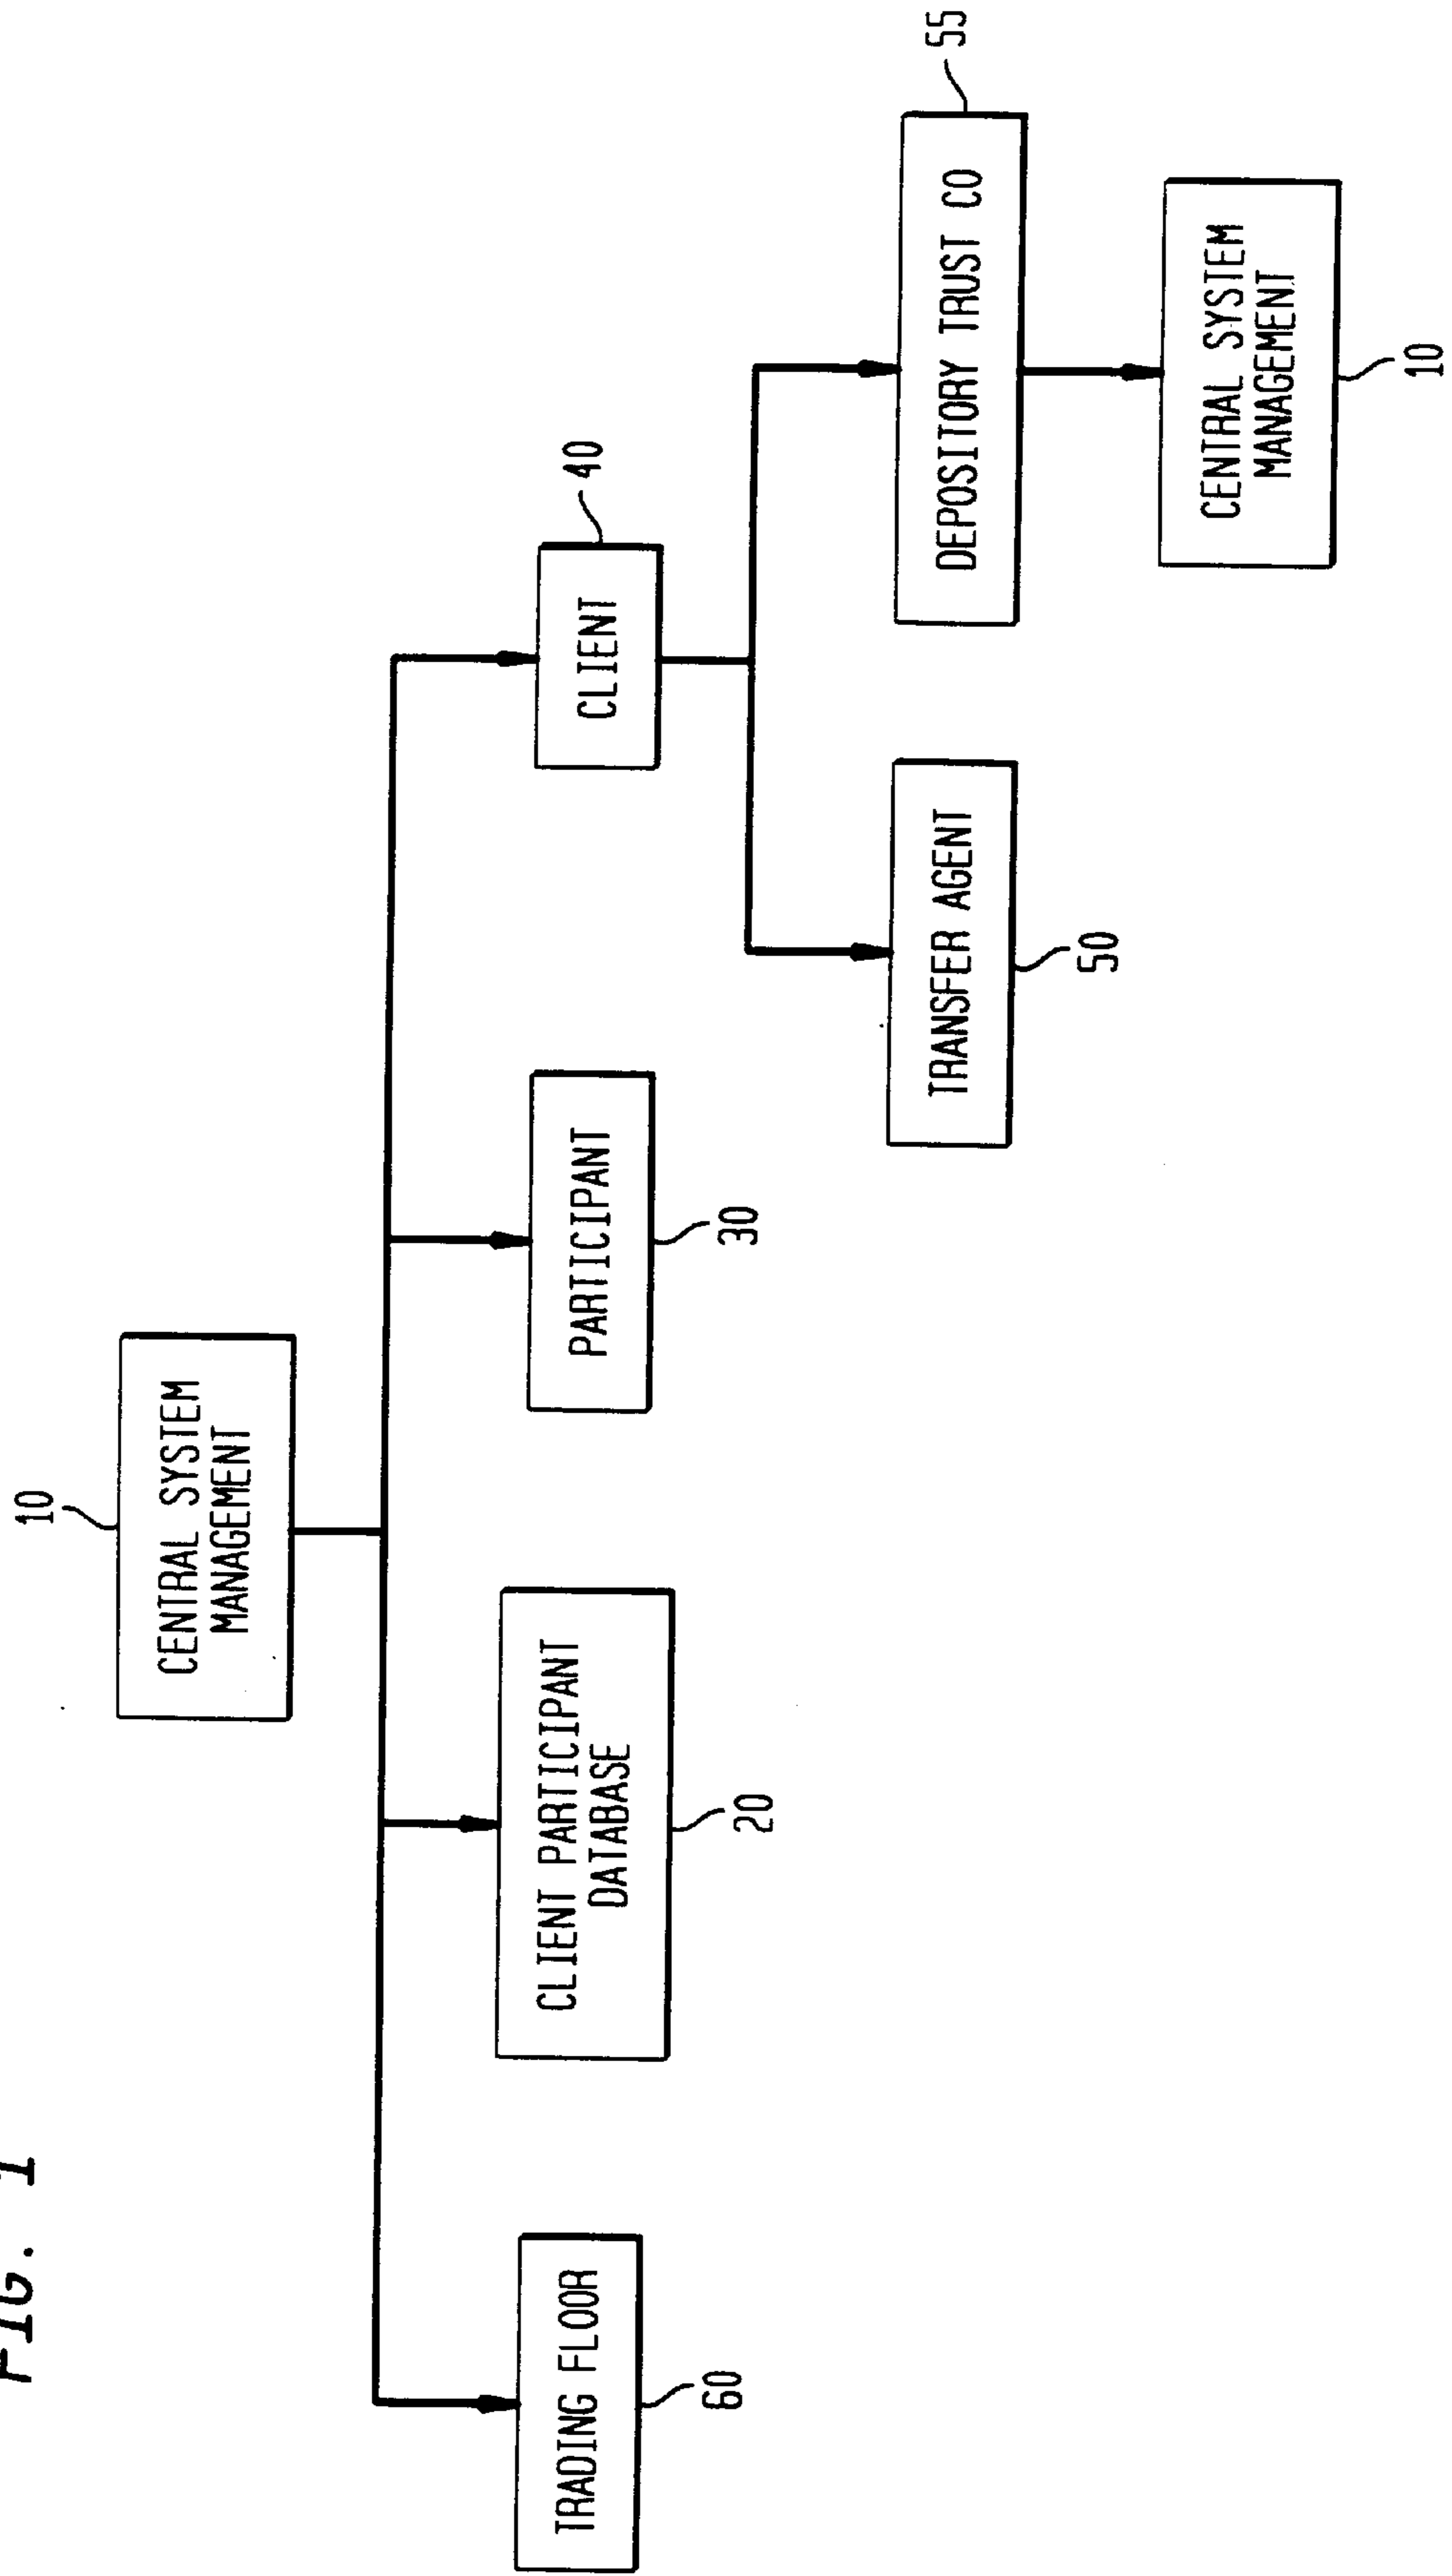 FIG. 1
10
CENTRAL SYSTEM
MANAGEMENT
TRADING FLOOR
60
CLIENT PARTICIPANT
DATABASE
20
PARTICIPANT
30
CLIENT
40
TRANSFER AGENT
50
DEPOSITORY TRUST CO
55
CENTRAL SYSTEM
MANAGEMENT
10